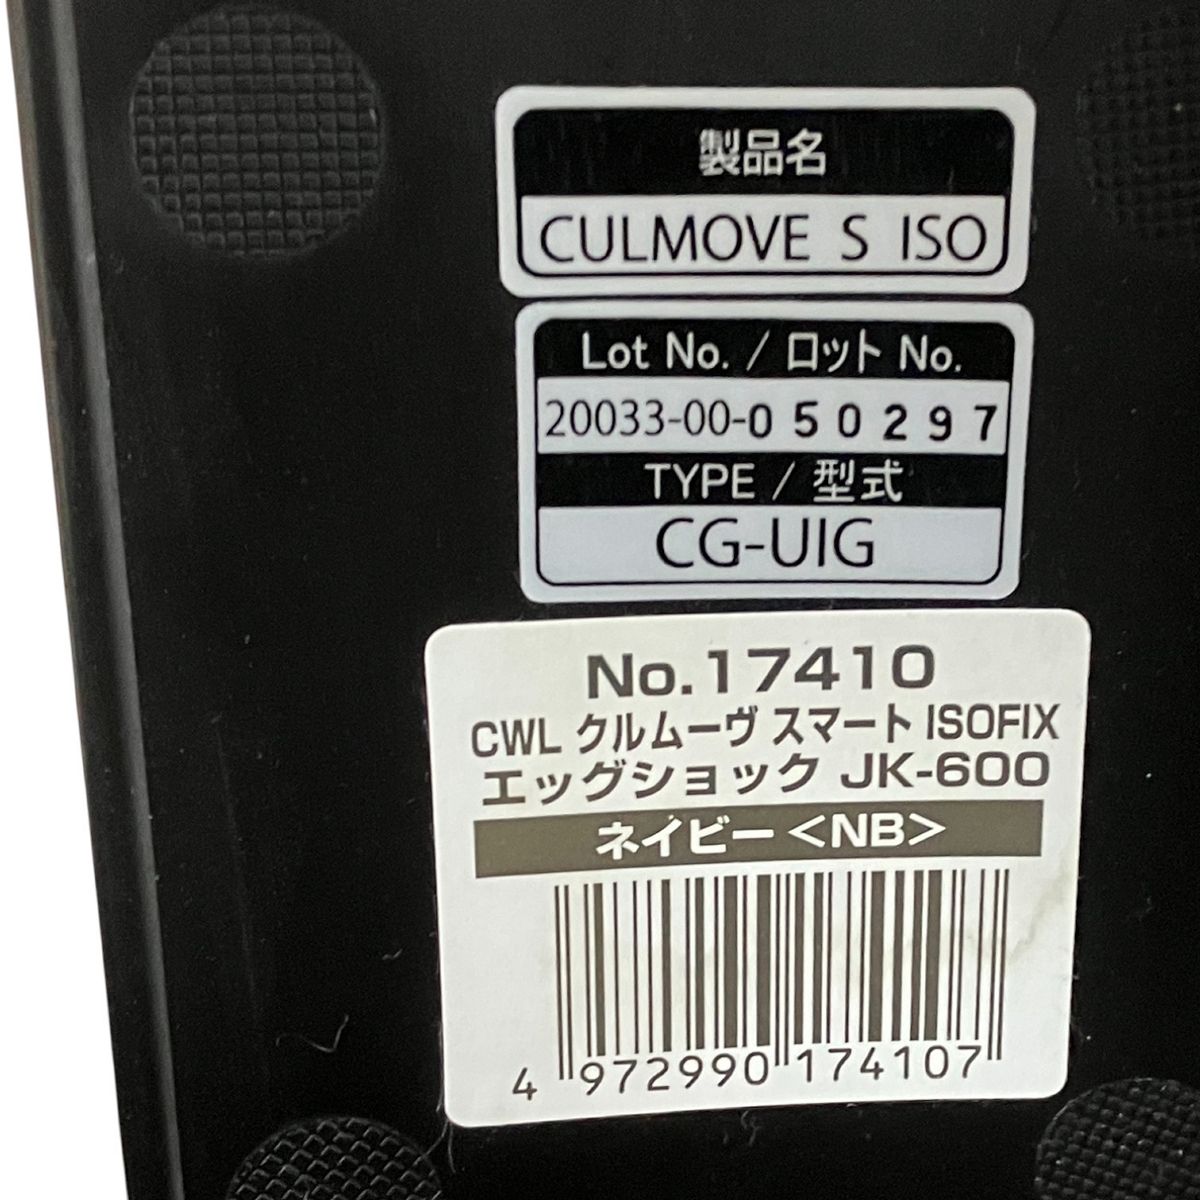 製品名
CULMOVE S ISO
Lot No. / ロット No.
20033-00-050297
TYPE / 型式
CG-UIG
No.17410
CWL クルムーヴ スマート ISOFIX
エッグショック JK-600
ネイビー<NB>
4 972990 174107